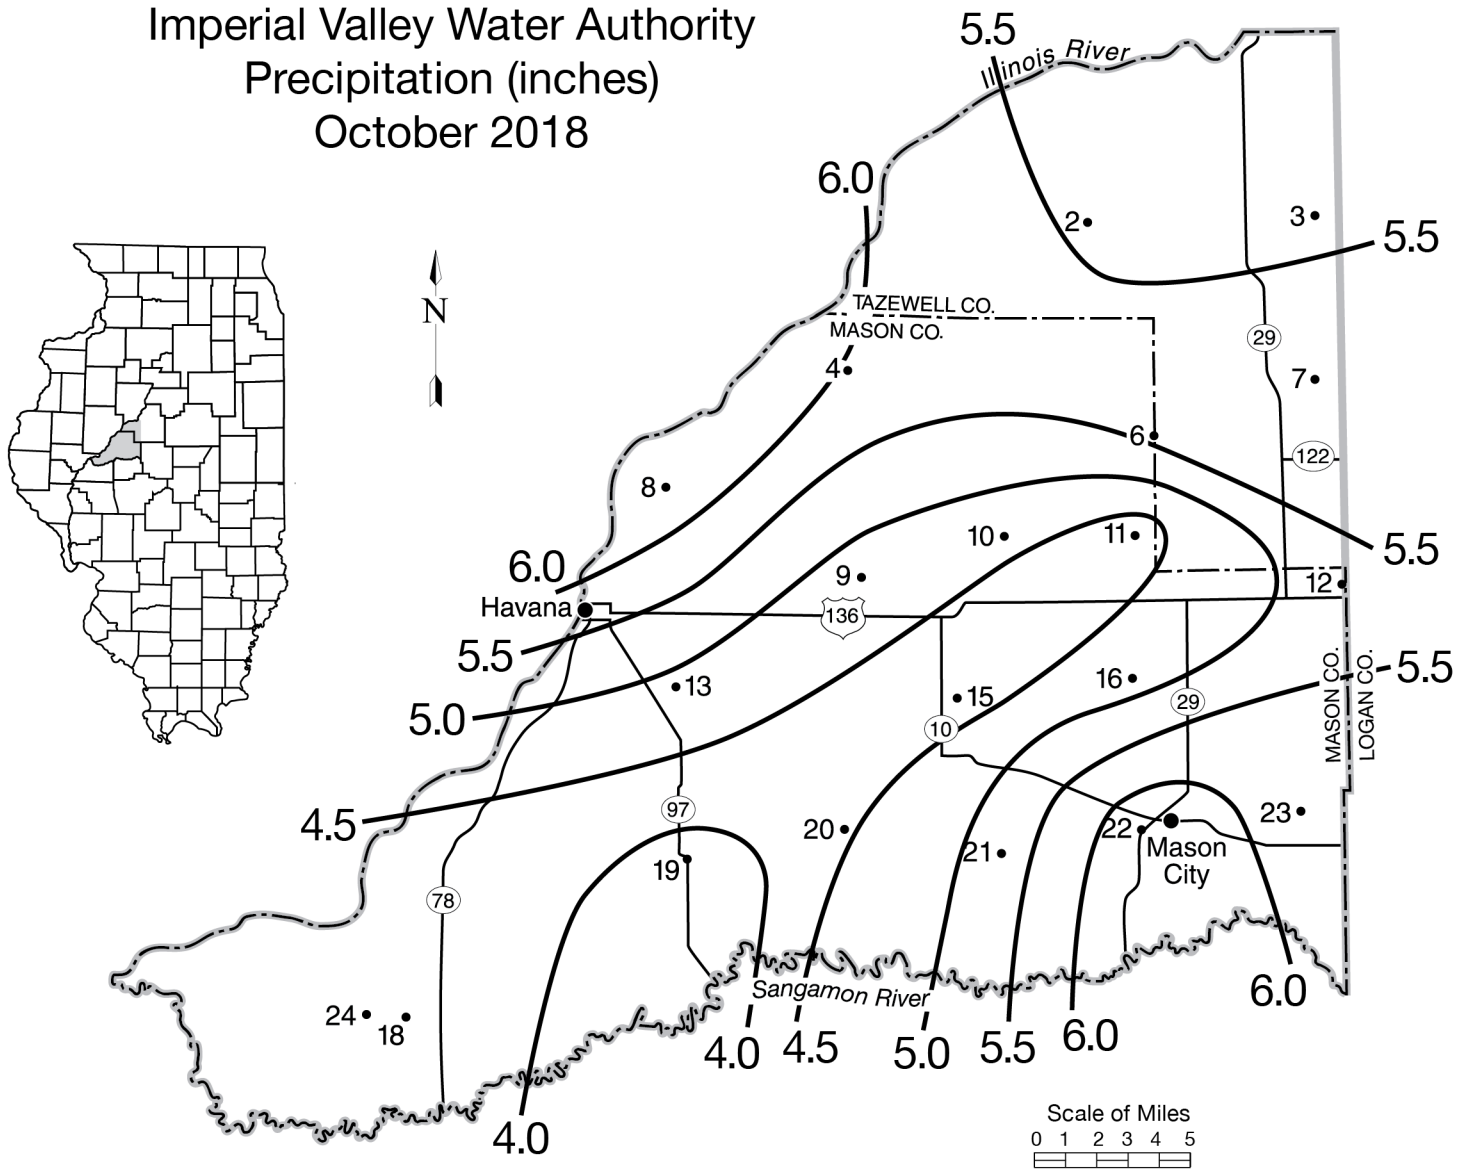 Imperial Valley Water Authority
Precipitation (inches)
October 2018
5.5
Illinois River
6.0
2
3
5.5
N
TAZEWELL CO.
MASON CO.
29
4
7
6
122
8
10
11
5.5
6.0
9
12
Havana
136
5.5
MASON CO.
LOGAN CO.
5.5
13
16
15
29
5.0
10
4.5
97
20
22
23
Mason
City
21
19
78
Sangamon River
6.0
24
18
4.0
4.5
5.0
5.5
6.0
4.0
Scale of Miles
0 1 2 3 4 5